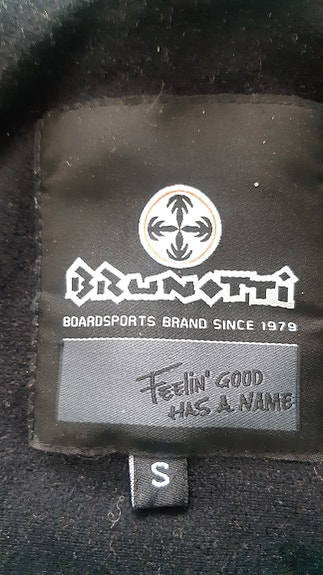 BRUNOTTi
BOARDSPORTS BRAND SINCE 1979
Feelin' GOOD
HAS A NAME
S